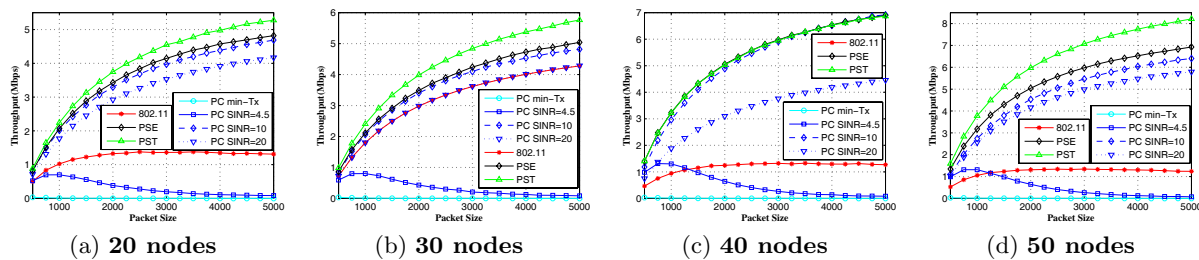 Throughput(Mbps)
5
4
3
2
1
0
802.11
PSE
PST
PC min-Tx
PC SINR=4.5
PC SINR=10
PC SINR=20
1000 2000 3000 4000 5000
Packet Size
(a) 20 nodes
Throughput(Mbps)
6
5
4
3
2
1
0
PC min-Tx
PC SINR=4.5
PC SINR=10
PC SINR=20
802.11
PSE
PST
1000 2000 3000 4000 5000
Packet Size
(b) 30 nodes
Throughput(Mbps)
7
6
5
4
3
2
1
0
802.11
PSE
PST
PC min-Tx
PC SINR=4.5
PC SINR=10
PC SINR=20
1000 2000 3000 4000 5000
Packet Size
(c) 40 nodes
Throughput(Mbps)
8
7
6
5
4
3
2
1
0
802.11
PSE
PST
PC min-Tx
PC SINR=4.5
PC SINR=10
PC SINR=20
1000 2000 3000 4000 5000
Packet Size
(d) 50 nodes